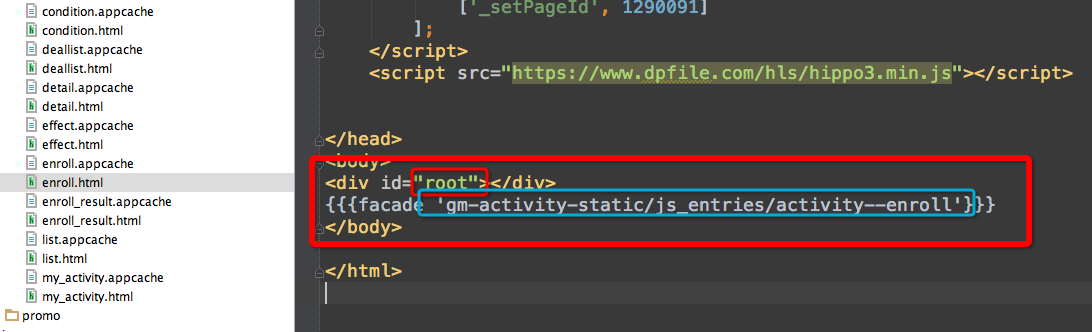 condition.appcache
condition.html
deallist.appcache
deallist.html
detail.appcache
detail.html
effect.appcache
effect.html
enroll.appcache
enroll.html
enroll_result.appcache
enroll_result.html
list.appcache
list.html
my_activity.appcache
my_activity.html
promo
['_setPageId', 1290091]
];
</script>
<script src="https://www.dpfile.com/hls/hippo3.min.js"></script>
</head>
<body>
<div id="root"></div>
{{{facade 'gm-activity-static/js_entries/activity--enroll'}}}
</body>
</html>